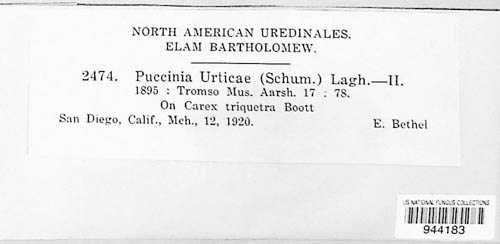 NORTH AMERICAN UREDINALES.
ELAM BARTHOLOMEW.
2474. Puccinia Urticae (Schum.) Lagh.—II.
1895 : Tromso Mus. Aarsh. 17 : 78.
On Carex triquetra Boott
San Diego, Calif., Mch., 12, 1920. E. Bethel
US NATIONAL FUNGUS COLLECTIONS
944183